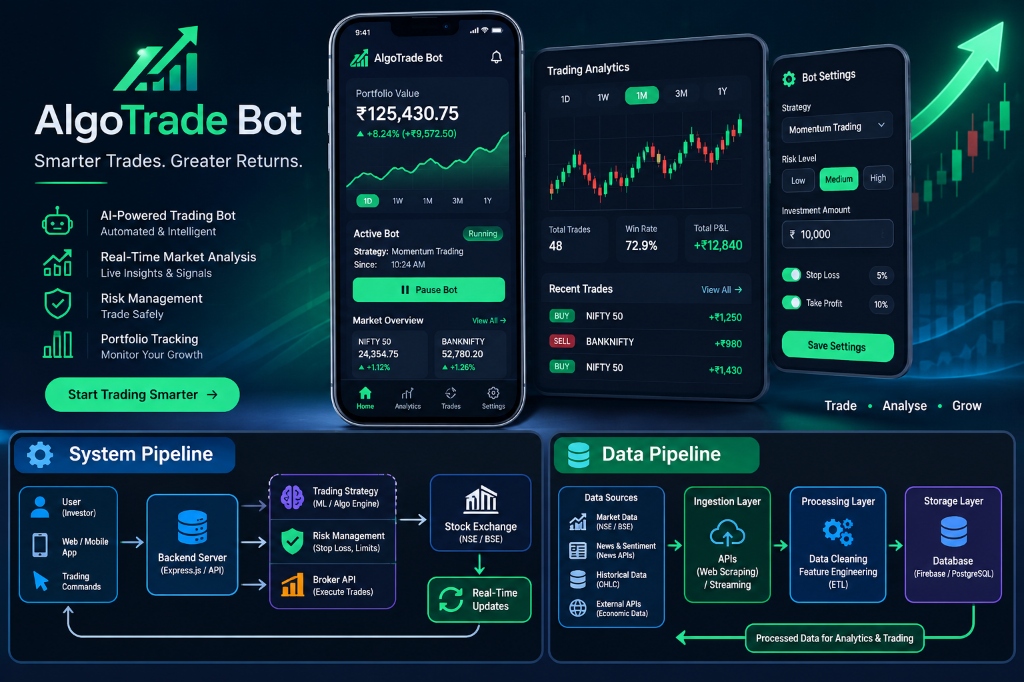 AlgoTrade Bot
Smarter Trades. Greater Returns.
AI-Powered Trading Bot
Automated & Intelligent
Real-Time Market Analysis
Live Insights & Signals
Risk Management
Trade Safely
Portfolio Tracking
Monitor Your Growth
Start Trading Smarter →
9:41
AlgoTrade Bot
Portfolio Value
₹125,430.75
▲ +8.24% (+₹9,572.50)
1D 1W 1M 3M 1Y
Active Bot Running
Strategy: Momentum Trading
Since: 10:24 AM
Pause Bot
Market Overview View All →
NIFTY 50 BANKNIFTY
24,354.75 52,780.20
▲ +1.12% ▲ +1.26%
Home Analytics Trades Settings
Trading Analytics
1D 1W 1M 3M 1Y
Total Trades Win Rate Total P&L
48 72.9% +₹12,840
Recent Trades View All →
BUY NIFTY 50 +₹1,250
SELL BANKNIFTY +₹980
BUY NIFTY 50 +₹1,430
Bot Settings
Strategy
Momentum Trading
Risk Level
Low Medium High
Investment Amount
₹ 10,000
Stop Loss 5%
Take Profit 10%
Save Settings
Trade • Analyse • Grow
System Pipeline
User
(Investor)
Web / Mobile
App
Trading
Commands
Backend Server
(Express.js / API)
Trading Strategy
(ML / Algo Engine)
Risk Management
(Stop Loss, Limits)
Broker API
(Execute Trades)
Stock Exchange
(NSE / BSE)
Real-Time
Updates
Data Pipeline
Data Sources
Market Data
(NSE / BSE)
News & Sentiment
(News APIs)
Historical Data
(OHLC)
External APIs
(Economic Data)
Ingestion Layer
APIs
(Web Scraping)
/ Streaming
Processing Layer
Data Cleaning
Feature Engineering
(ETL)
Storage Layer
Database
(Firebase / PostgreSQL)
Processed Data for Analytics & Trading